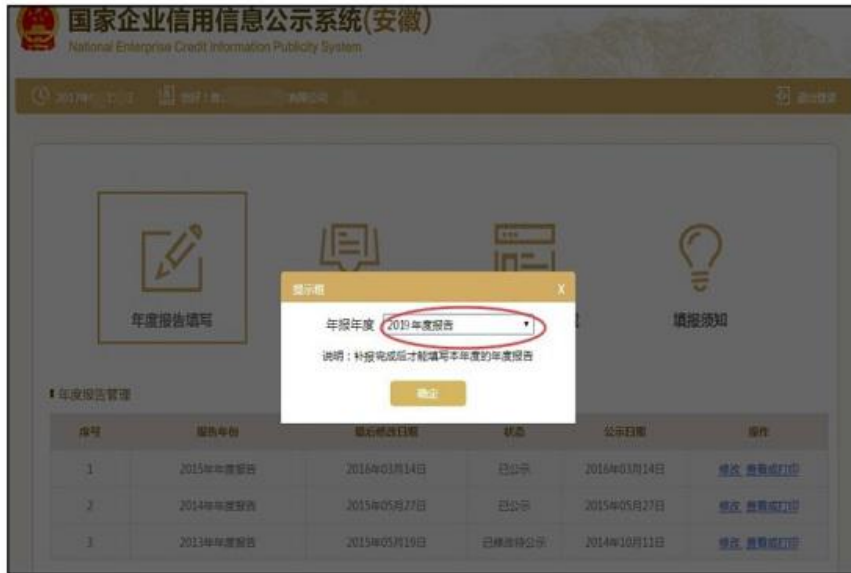 国家企业信用信息公示系统(安徽)
National Enterprise Credit Information Publicity System
退出登录
年度报告填写
填报须知
提示框 X
年报年度 2019年度报告
说明：补报完成后才能填写本年度的年度报告
确定
年度报告管理
序号 报告年份 最后修改日期 状态 公示日期 操作
1 2015年年度报告 2016年03月14日 已公示 2016年03月14日 修改 查看或打印
2 2014年年度报告 2015年05月27日 已公示 2015年05月27日 修改 查看或打印
3 2013年年度报告 2015年05月19日 已修改待公示 2014年10月11日 修改 查看或打印